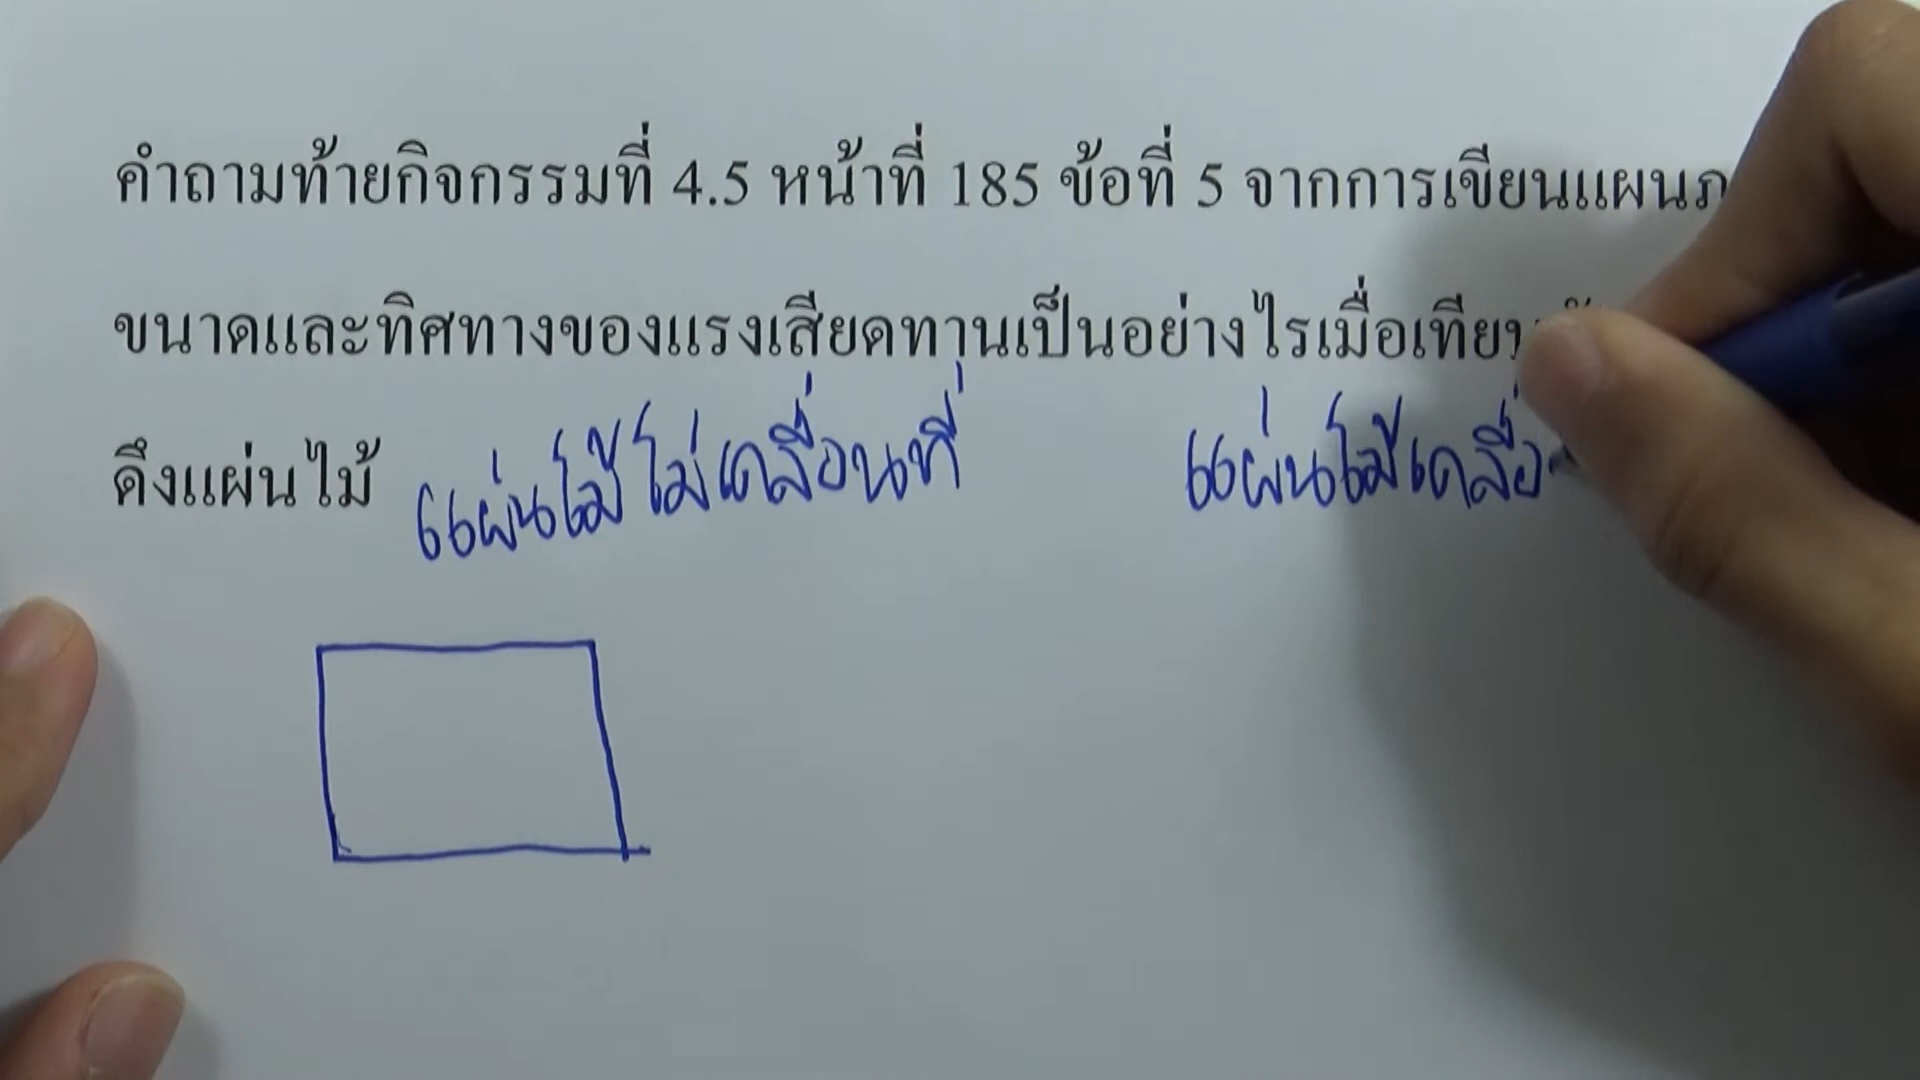 คำถามท้ายกิจกรรมที่ 4.5 หน้าที่ 185 ข้อที่ 5 จากการเขียนแผนภ
ขนาดและทิศทางของแรงเสียดทานเป็นอย่างไรเมื่อเทียบ
ดึงแผ่นไม้ แผ่นไม้ไม่เคลื่อนที่ แผ่นไม้เคลื่อ